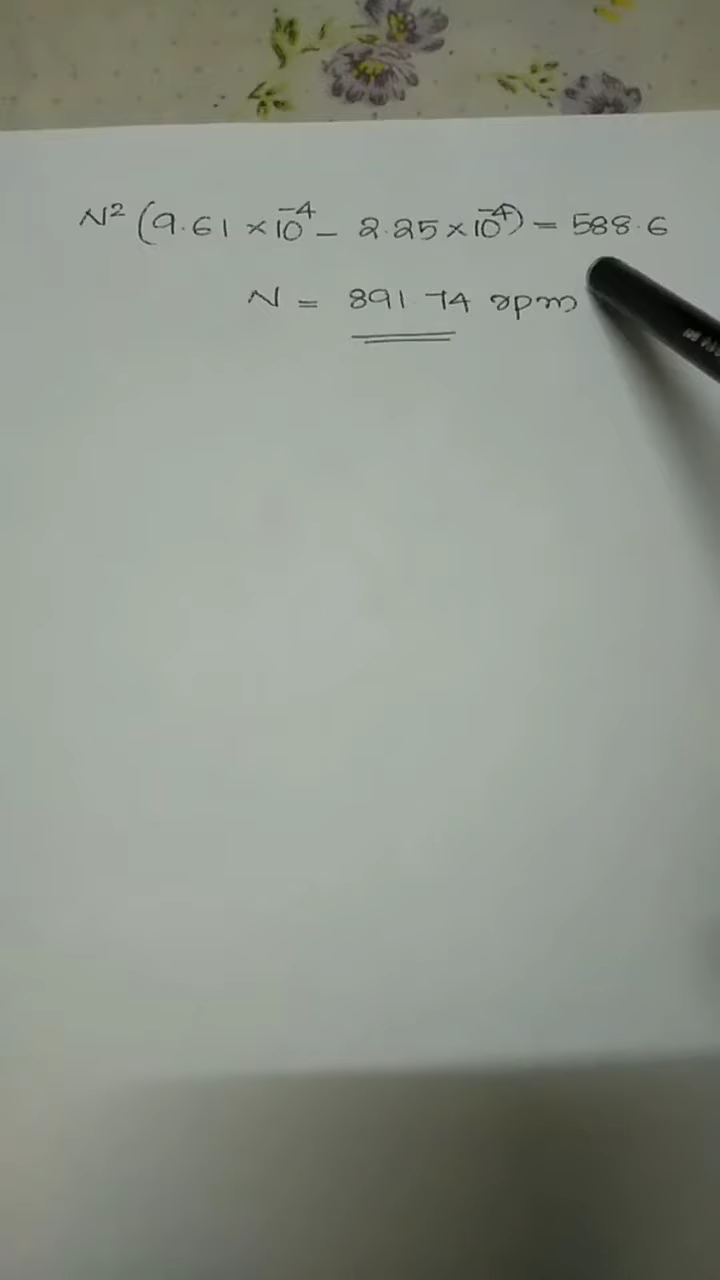 N² (9.61 × 10⁻⁴ – 2.25 × 10⁻⁴) = 588.6
N = 891.74 rpm